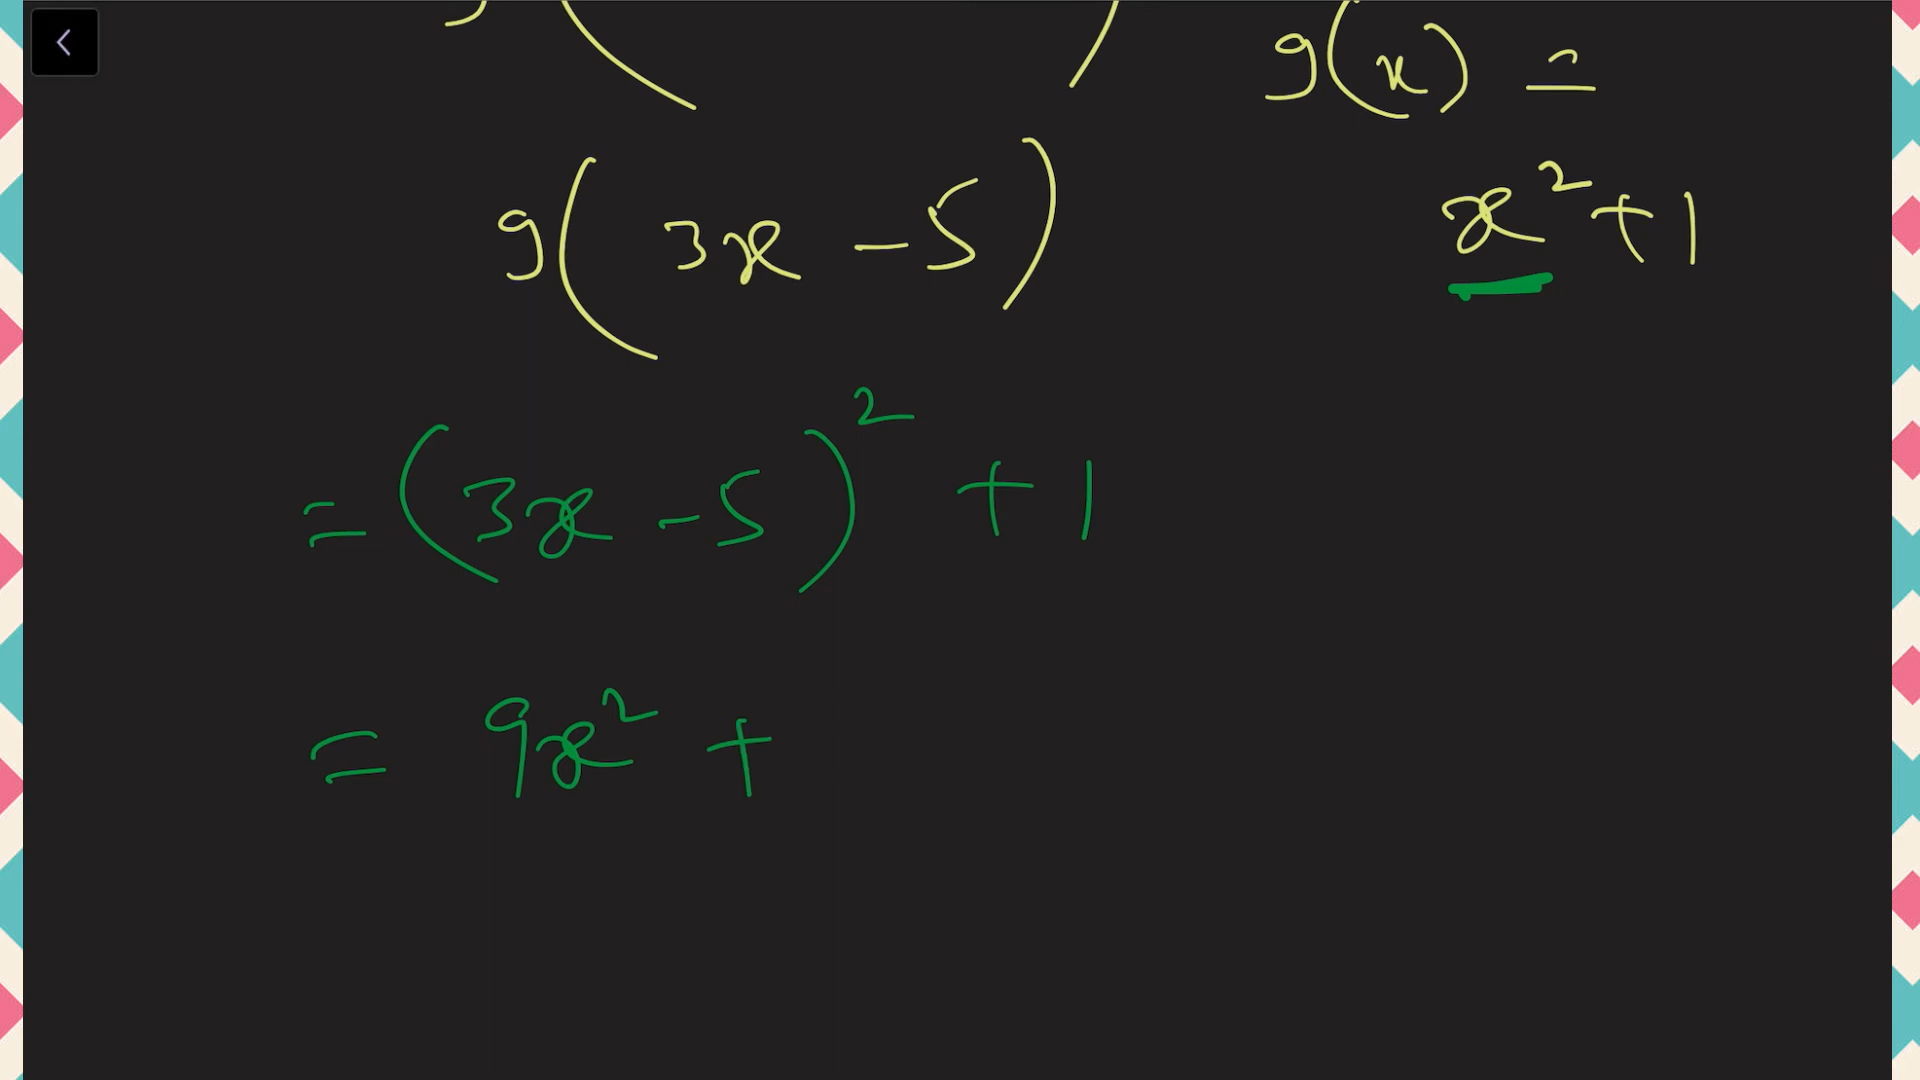 g(x) =
g(3x - 5)
x² + 1
= (3x - 5)² + 1
= 9x² +